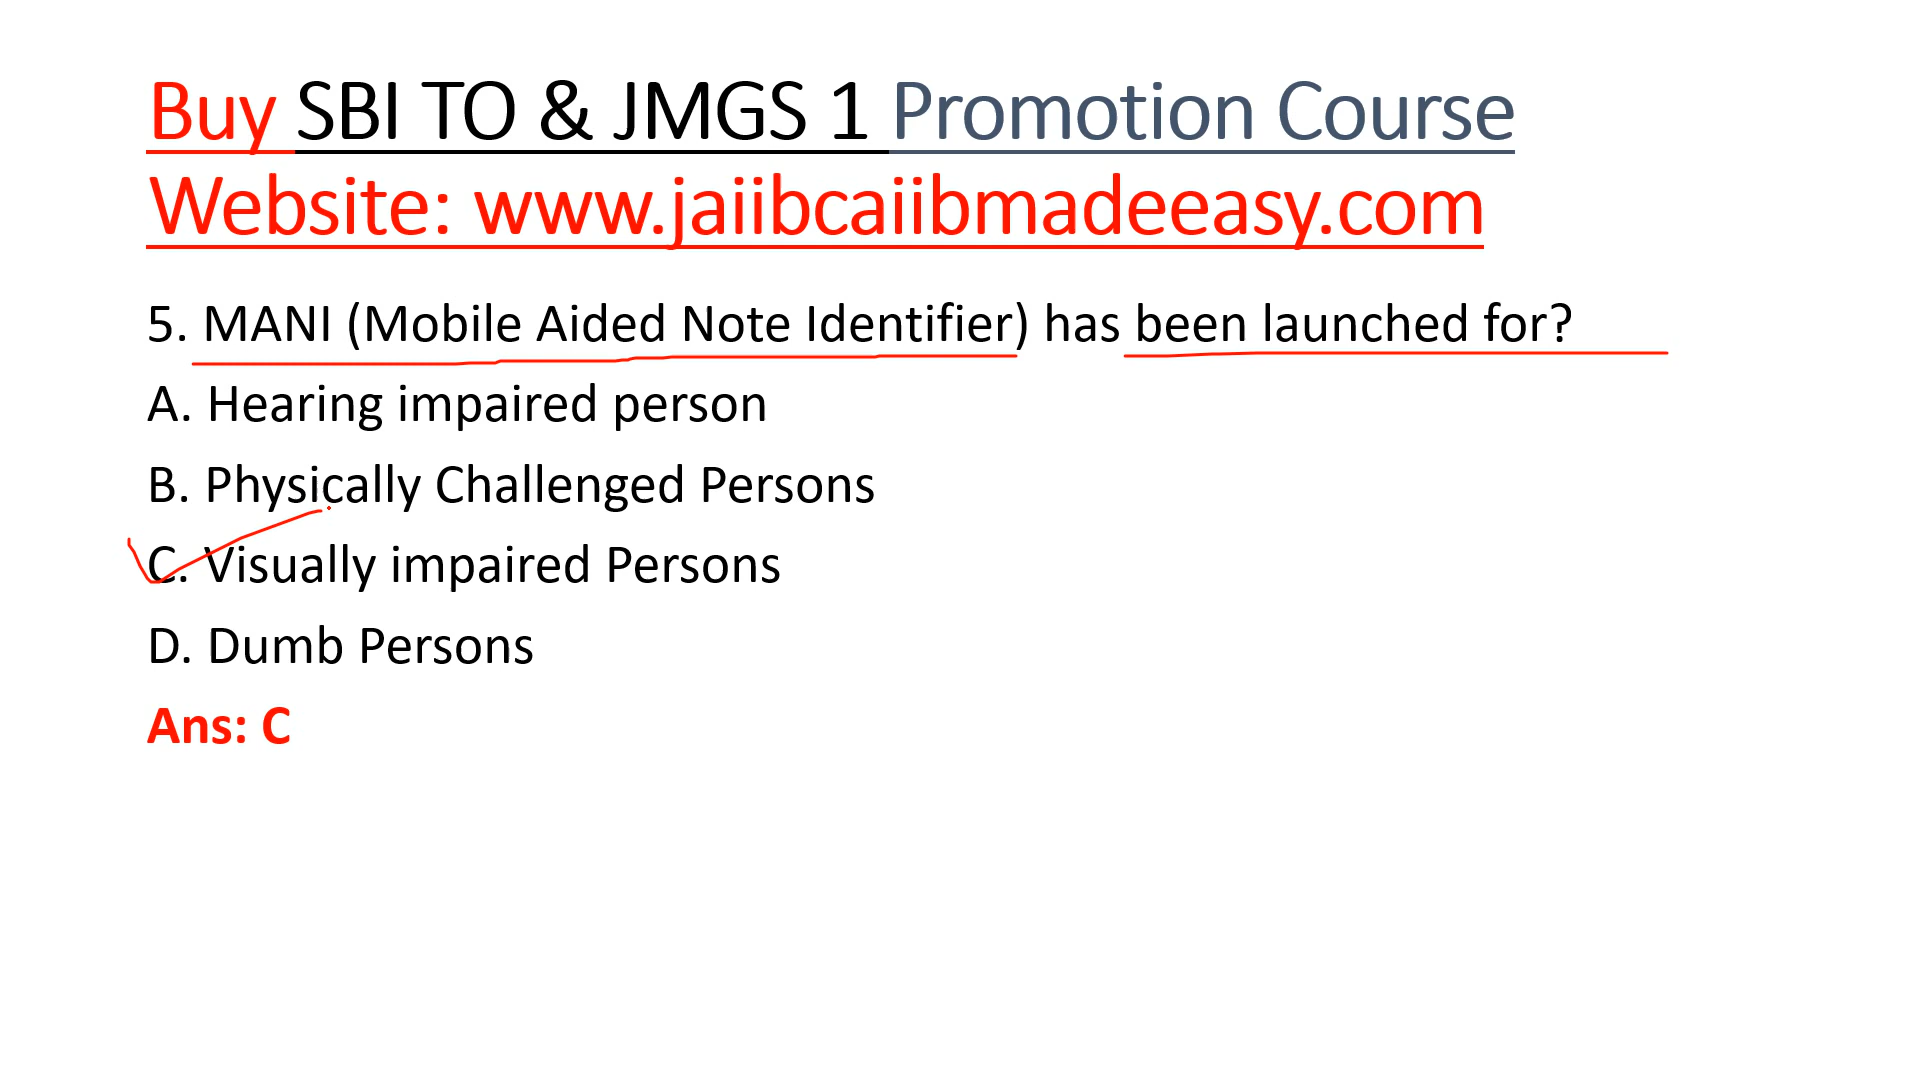 Buy SBI TO & JMGS 1 Promotion Course
Website: www.jaiibcaiibmadeeasy.com
5. MANI (Mobile Aided Note Identifier) has been launched for?
A. Hearing impaired person
B. Physically Challenged Persons
C. Visually impaired Persons
D. Dumb Persons
Ans: C